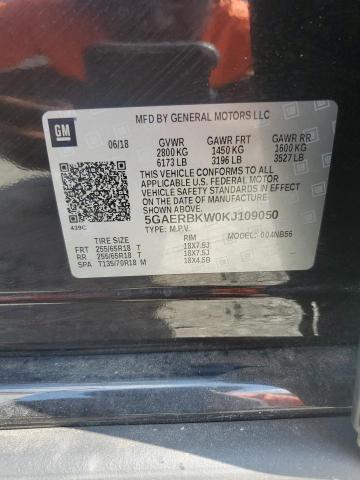 GM
MFD BY GENERAL MOTORS LLC
06/18 GVWR GAWR FRT GAWR RR
2800 KG 1450 KG 1600 KG
6173 LB 3196 LB 3527 LB
THIS VEHICLE CONFORMS TO ALL
APPLICABLE U.S. FEDERAL MOTOR
VEHICLE SAFETY STANDARDS IN
EFFECT ON THE DATE OF
MANUFACTURE SHOWN ABOVE.
5GAERBKW0KJ109050
TYPE: M.P.V. MODEL: 004NB56
439C
TIRE SIZE RIM
FRT 255/65R18 T 18X7.5J
RR 255/65R18 T 18X7.5J
SPA T135/70R18 M 18X4.5B